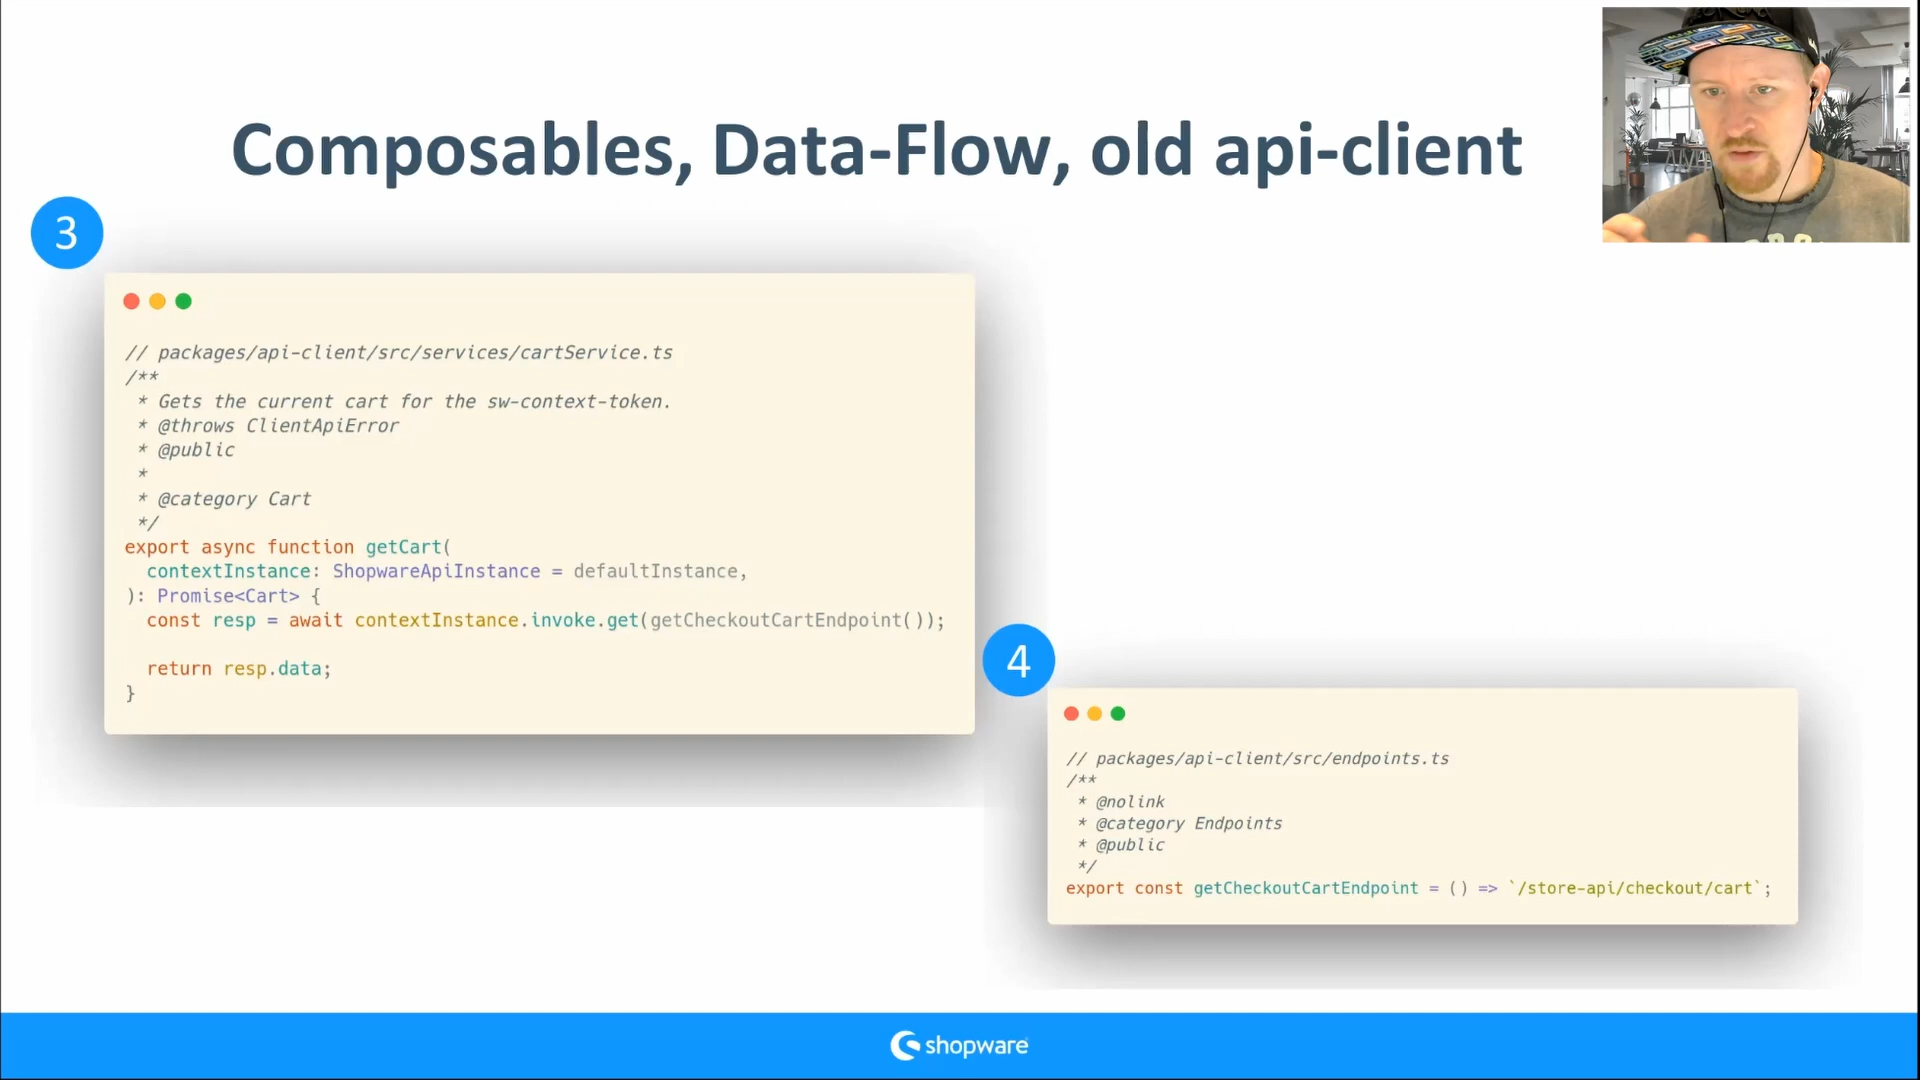 Composables, Data-Flow, old api-client
3
// packages/api-client/src/services/cartService.ts
/**
* Gets the current cart for the sw-context-token.
* @throws ClientApiError
* @public
*
* @category Cart
*/
export async function getCart(
contextInstance: ShopwareApiInstance = defaultInstance,
): Promise<Cart> {
const resp = await contextInstance.invoke.get(getCheckoutCartEndpoint());
return resp.data;
}
4
// packages/api-client/src/endpoints.ts
/**
* @nolink
* @category Endpoints
* @public
*/
export const getCheckoutCartEndpoint = () => `/store-api/checkout/cart`;
shopware